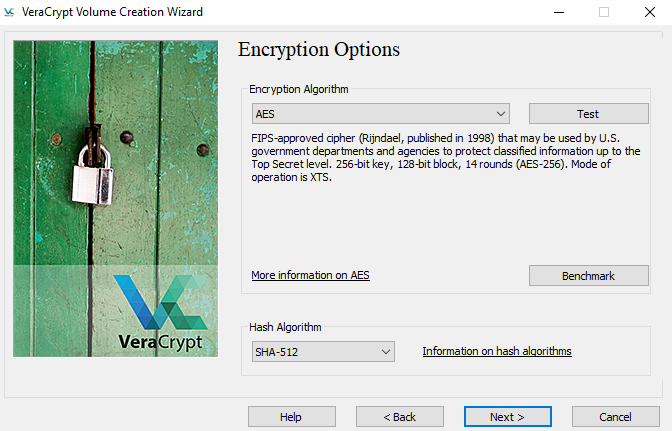 VeraCrypt Volume Creation Wizard
Encryption Options
Encryption Algorithm
AES
Test
FIPS-approved cipher (Rijndael, published in 1998) that may be used by U.S.
government departments and agencies to protect classified information up to the
Top Secret level. 256-bit key, 128-bit block, 14 rounds (AES-256). Mode of
operation is XTS.
More information on AES
Benchmark
VeraCrypt
Hash Algorithm
SHA-512
Information on hash algorithms
Help
< Back
Next >
Cancel